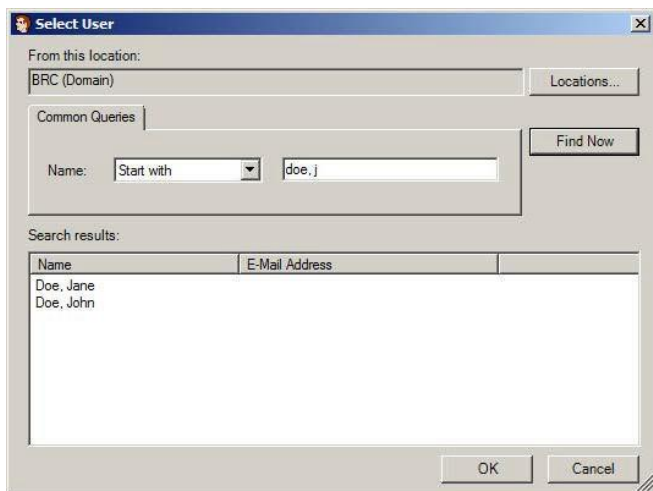 Select User
From this location:
BRC (Domain)
Locations...
Common Queries
Find Now
Name: Start with doe, j
Search results:
Name E-Mail Address
Doe, Jane
Doe, John
OK Cancel